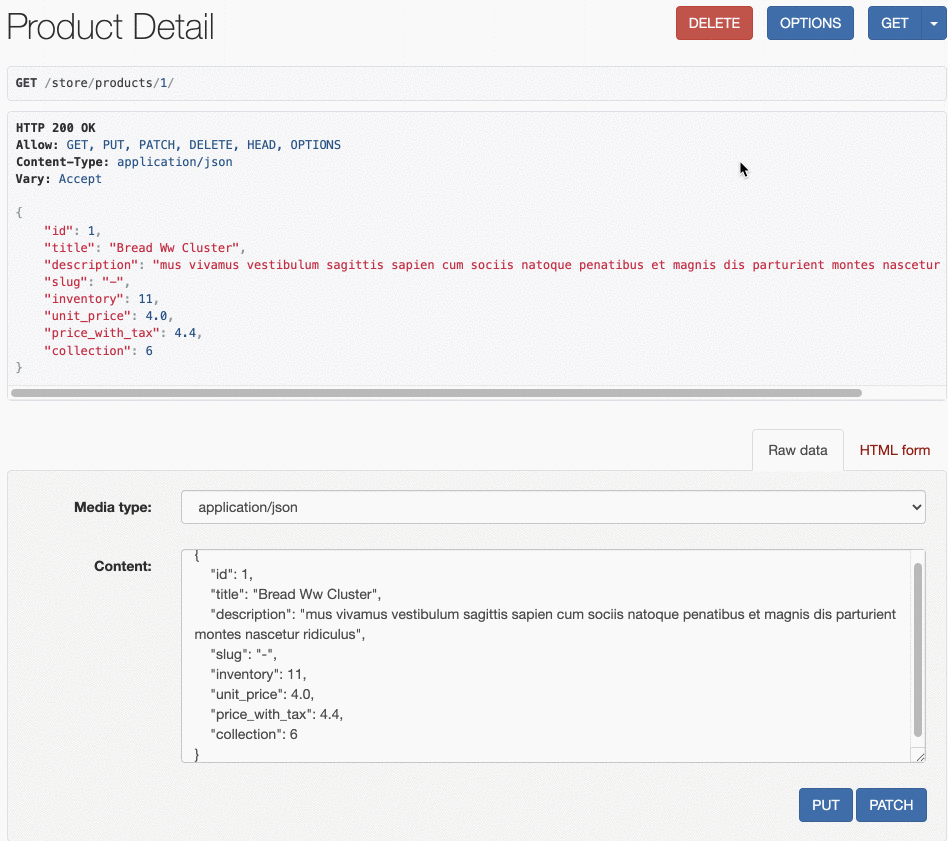 Product Detail
DELETE OPTIONS GET
GET /store/products/1/
HTTP 200 OK
Allow: GET, PUT, PATCH, DELETE, HEAD, OPTIONS
Content-Type: application/json
Vary: Accept
{
    "id": 1,
    "title": "Bread Ww Cluster",
    "description": "mus vivamus vestibulum sagittis sapien cum sociis natoque penatibus et magnis dis parturient montes nascetur
    "slug": "-",
    "inventory": 11,
    "unit_price": 4.0,
    "price_with_tax": 4.4,
    "collection": 6
}
Raw data HTML form
Media type: application/json
Content:
{
    "id": 1,
    "title": "Bread Ww Cluster",
    "description": "mus vivamus vestibulum sagittis sapien cum sociis natoque penatibus et magnis dis parturient
montes nascetur ridiculus",
    "slug": "-",
    "inventory": 11,
    "unit_price": 4.0,
    "price_with_tax": 4.4,
    "collection": 6
}
PUT PATCH